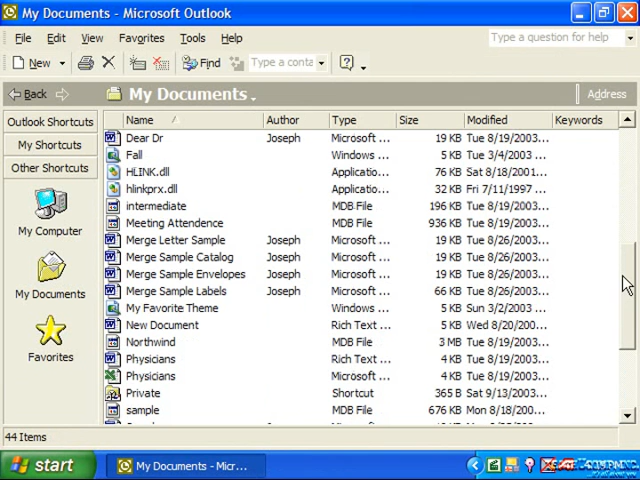 My Documents - Microsoft Outlook
File Edit View Favorites Tools Help Type a question for help
New Find Type a conta
Back My Documents Address
Outlook Shortcuts
My Shortcuts
Other Shortcuts
My Computer
My Documents
Favorites
Name Author Type Size Modified Keywords
Dear Dr Joseph Microsoft ... 19 KB Tue 8/19/2003...
Fall Windows ... 5 KB Tue 3/4/2003 ...
HLINK.dll Applicatio... 76 KB Sat 8/18/2001...
hlinkprx.dll Applicatio... 32 KB Fri 7/11/1997 ...
intermediate MDB File 196 KB Tue 8/19/2003...
Meeting Attendence MDB File 936 KB Tue 8/19/2003...
Merge Letter Sample Joseph Microsoft ... 19 KB Tue 8/26/2003...
Merge Sample Catalog Joseph Microsoft ... 19 KB Tue 8/26/2003...
Merge Sample Envelopes Joseph Microsoft ... 19 KB Tue 8/26/2003...
Merge Sample Labels Joseph Microsoft ... 66 KB Tue 8/26/2003...
My Favorite Theme Windows ... 5 KB Sun 3/2/2003 ...
New Document Rich Text ... 5 KB Wed 8/20/200...
Northwind MDB File 3 MB Tue 8/19/2003...
Physicians Rich Text ... 4 KB Tue 8/19/2003...
Physicians Microsoft ... 4 KB Tue 8/19/2003...
Private Shortcut 365 B Sat 9/13/2003...
sample MDB File 676 KB Mon 8/18/200...
44 Items
start My Documents - Micr...